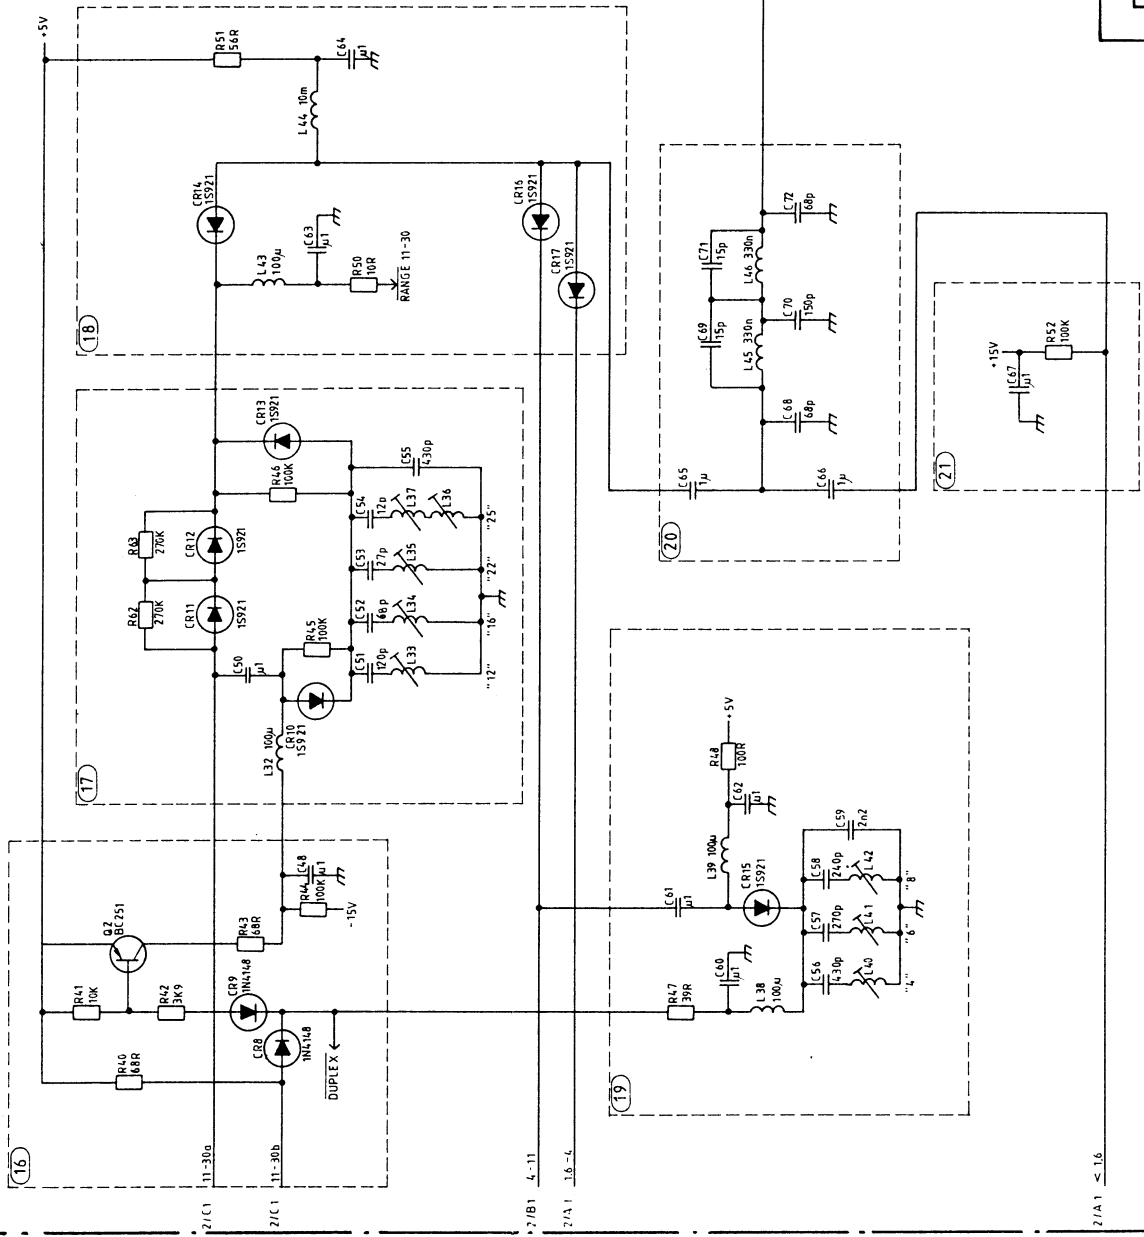 +5V
R51
56R
C64
µ1
L44 10m
CR14
1S921
L43
100µ
C63
µ1
R50
10R
RANGE 11-30
CR16
1S921
CR17
1S921
18
CR13
1S921
R46
100K
C55
430p
R63
270K
CR12
1S921
R62
270K
CR11
1S921
C50
µ1
R45
100K
CR10
1S921
L32 100µ
C54
12p
L37
L36
"25"
C53
27p
L35
"22"
C52
68p
L34
"16"
C51
120p
L33
"12"
17
Q2
BC251
R43
68R
C48
µ1
R44
100K
-15V
R41
10K
R42
3K9
CR9
1N4148
CR8
1N4148
R40
68R
DUPLEX
16
2/C1 11-30a
2/C1 11-30b
2/B1 4-11
2/A1 1.6-4
2/A1 < 1.6
C72
68p
C71
15p
L46 330n
C70
150p
C69
15p
L45 330n
C68
68p
C65
1µ
C66
1µ
20
+15V
C67
µ1
R52
100K
21
+5V
R48
100R
C62
µ1
L39 100µ
C61
µ1
CR15
1S921
C60
µ1
R47
39R
L38
100µ
C59
2n2
C58
240p
L42
"8"
C57
270p
L41
"6"
C56
430p
L40
"4"
19